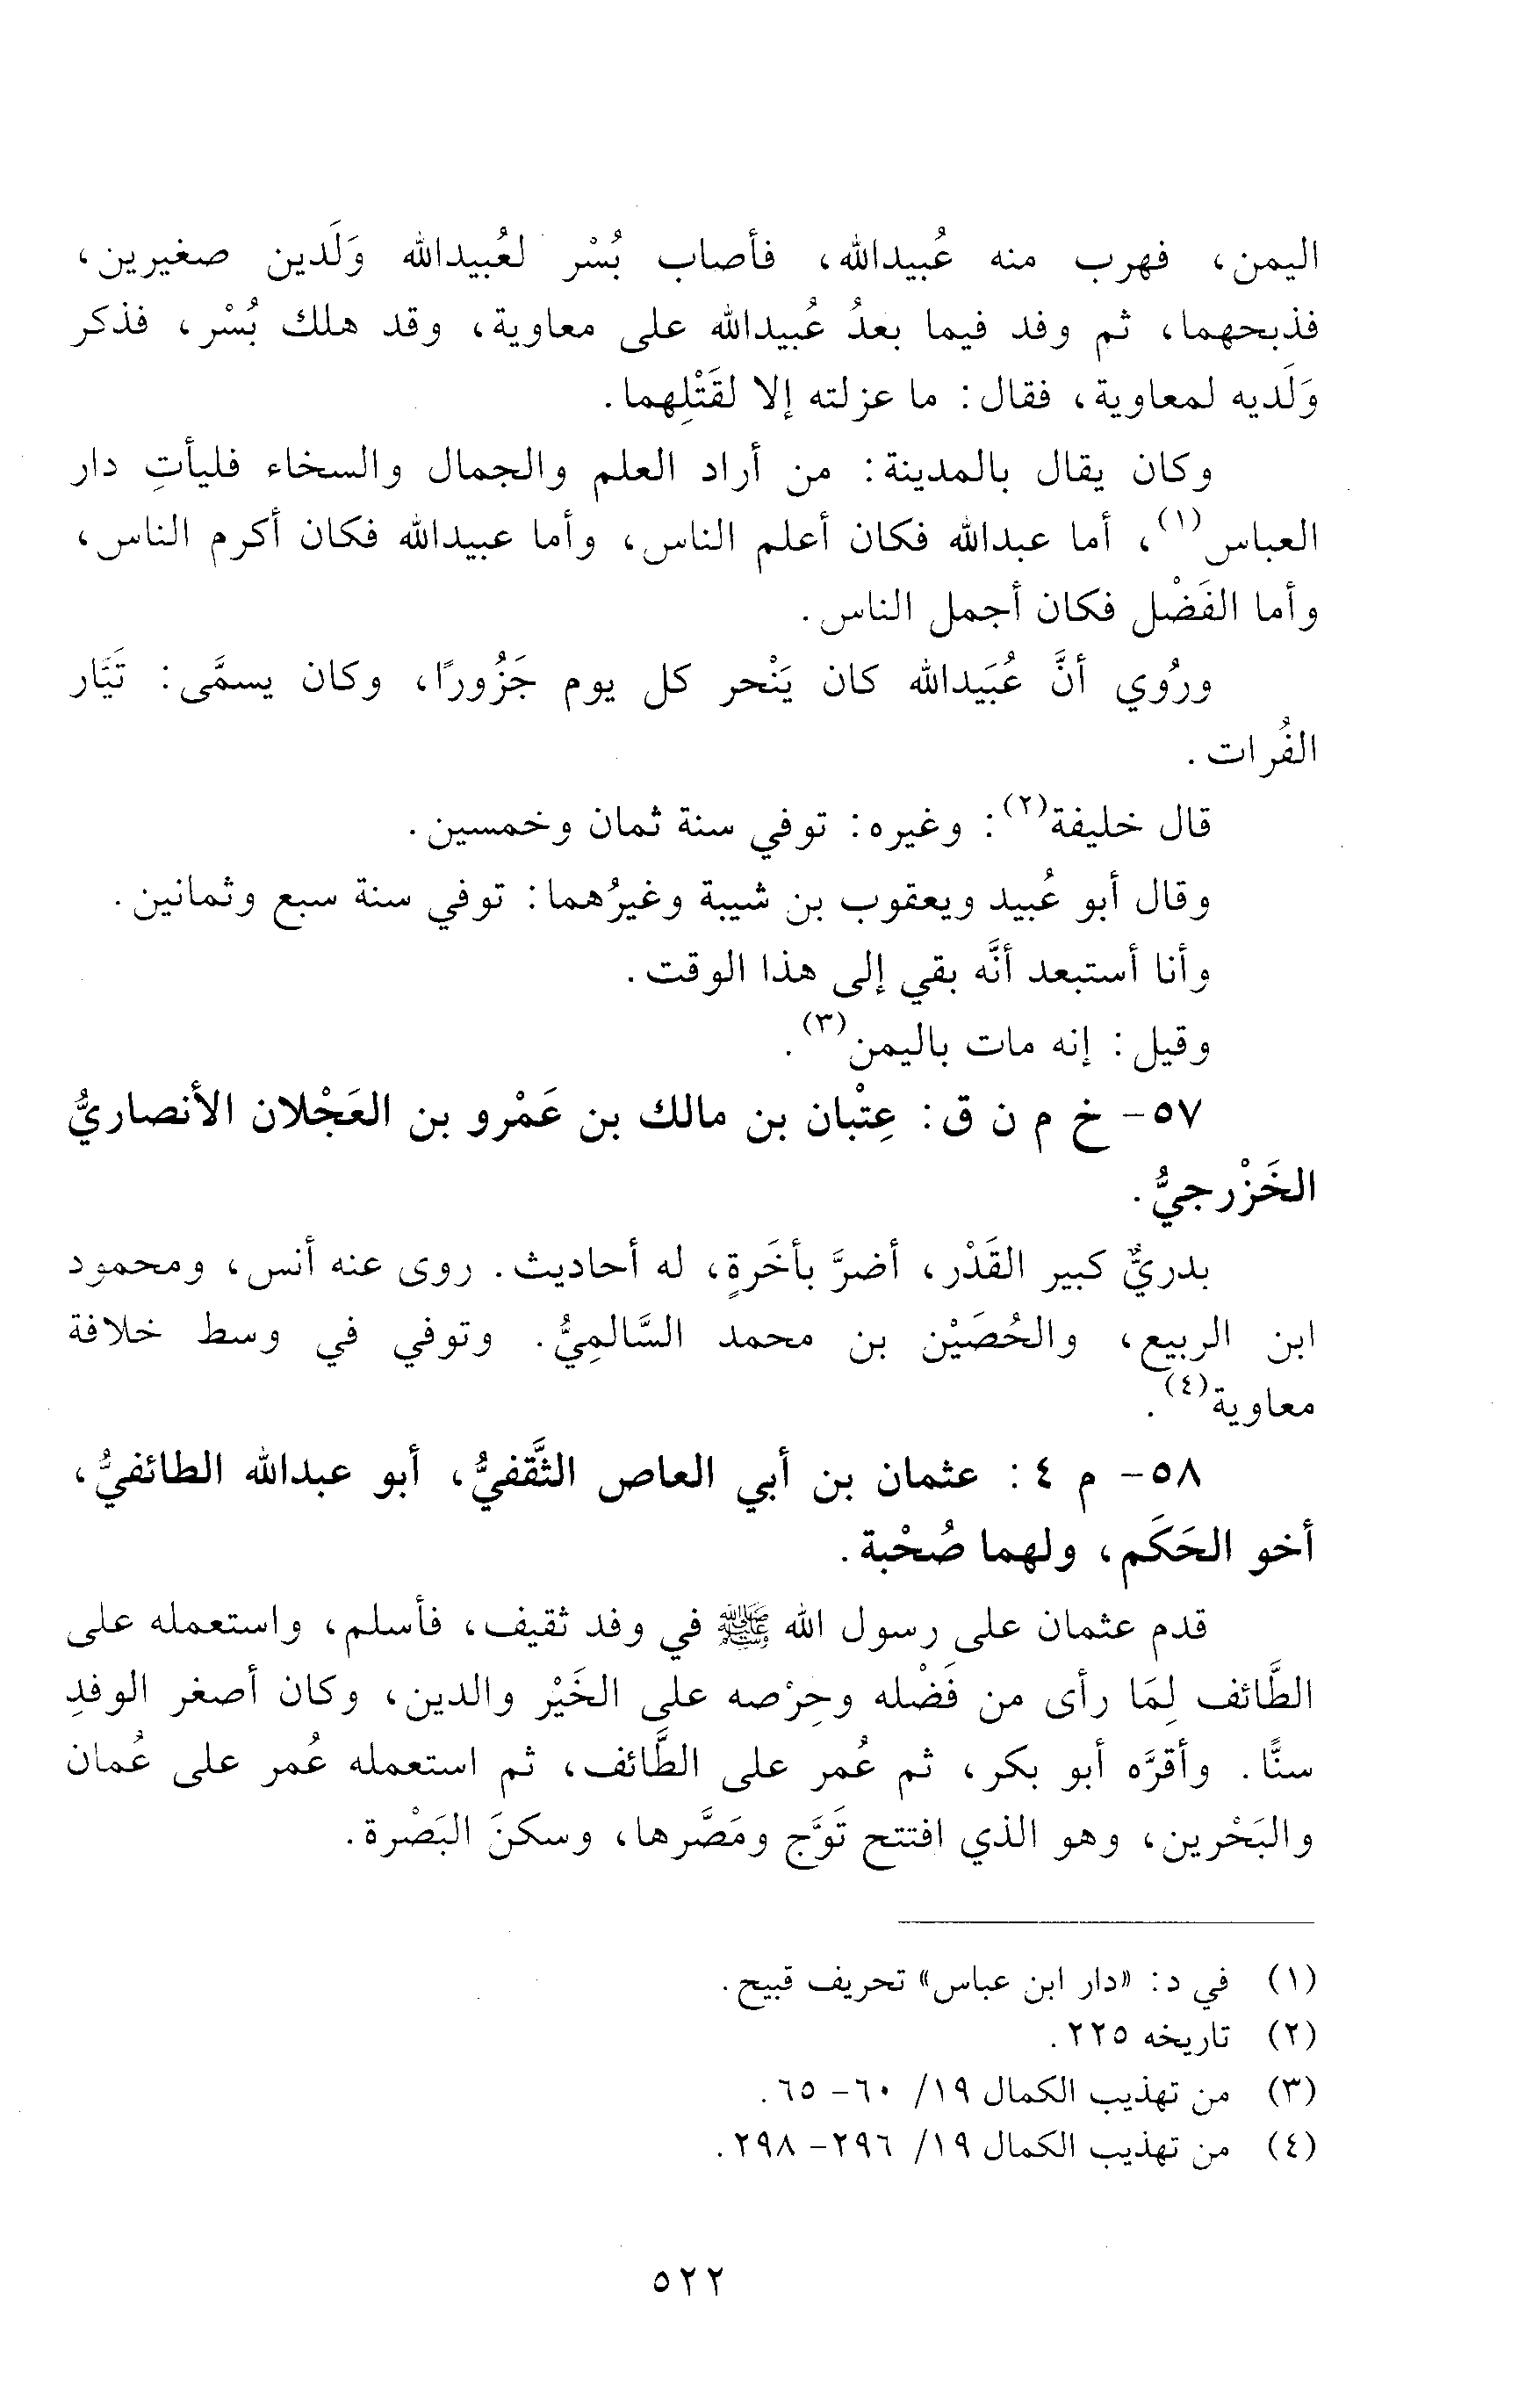 اليمن، فهرب منه عُبيدالله، فأصاب بُسْر لعُبيدالله وَلَدين صغيرين،
فذبحهما، ثم وفد فيما بعدُ عُبيدالله على معاوية، وقد هلك بُسْر، فذكر
وَلَديه لمعاوية، فقال: ما عزلته إلا لقَتْلِهما.
وكان يقال بالمدينة: من أراد العلم والجمال والسخاء فليأتِ دار
العباس(١)، أما عبدالله فكان أعلم الناس، وأما عبيدالله فكان أكرم الناس،
وأما الفَضْل فكان أجمل الناس.
ورُوي أنَّ عُبَيدالله كان يَنْحر كل يوم جَزُورًا، وكان يسمَّى: تَيَّار
الفُرات.
قال خليفة(٢): وغيره: توفي سنة ثمان وخمسين.
وقال أبو عُبيد ويعقوب بن شيبة وغيرُهما: توفي سنة سبع وثمانين.
وأنا أستبعد أنَّه بقي إلى هذا الوقت.
وقيل: إنه مات باليمن(٣).
٥٧- خ م ن ق: عِتْبان بن مالك بن عَمْرو بن العَجْلان الأنصاريُّ
الخَزْرجيُّ.
بدريٌّ كبير القَدْر، أضرَّ بأخَرةٍ، له أحاديث. روى عنه أنس، ومحمود
ابن الربيع، والحُصَيْن بن محمد السَّالمِيُّ. وتوفي في وسط خلافة
معاوية(٤).
٥٨- م ٤: عثمان بن أبي العاص الثَّقفيُّ، أبو عبدالله الطائفيُّ،
أخو الحَكَم، ولهما صُحْبة.
قدم عثمان على رسول الله ﷺ في وفد ثقيف، فأسلم، واستعمله على
الطَّائف لِمَا رأى من فَضْله وحِرْصه على الخَيْر والدين، وكان أصغر الوفدِ
سنًّا. وأقرَّه أبو بكر، ثم عُمر على الطَّائف، ثم استعمله عُمر على عُمان
والبَحْرين، وهو الذي افتتح تَوَّج ومَصَّرها، وسكنَ البَصْرة.
(١) في د: «دار ابن عباس» تحريف قبيح.
(٢) تاريخه ٢٢٥.
(٣) من تهذيب الكمال ١٩/ ٦٠- ٦٥.
(٤) من تهذيب الكمال ١٩/ ٢٩٦- ٢٩٨.
٥٢٢